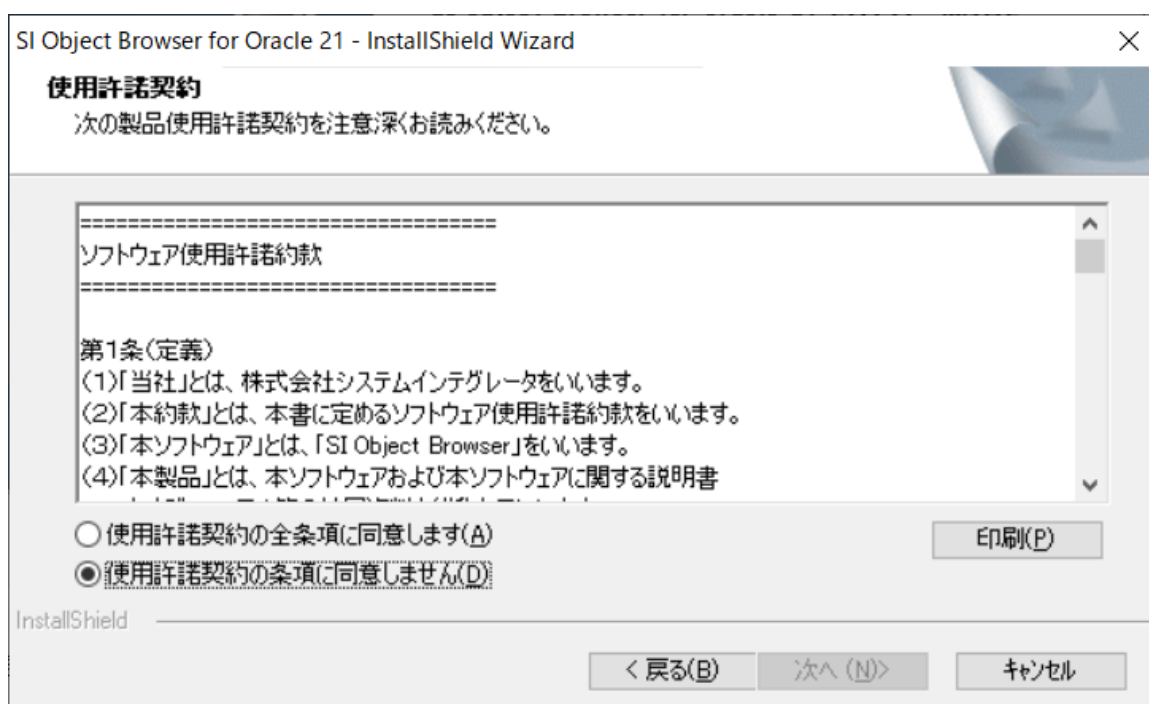 SI Object Browser for Oracle 21 - InstallShield Wizard
使用許諾契約
次の製品使用許諾契約を注意深くお読みください。
==================================
ソフトウェア使用許諾約款
==================================
第1条(定義)
(1)「当社」とは、株式会社システムインテグレータをいいます。
(2)「本約款」とは、本書に定めるソフトウェア使用許諾約款をいいます。
(3)「本ソフトウェア」とは、「SI Object Browser」をいいます。
(4)「本製品」とは、本ソフトウェアおよび本ソフトウェアに関する説明書
使用許諾契約の全条項に同意します(A)
印刷(P)
使用許諾契約の条項に同意しません(D)
InstallShield
< 戻る(B)
次へ (N)>
キャンセル